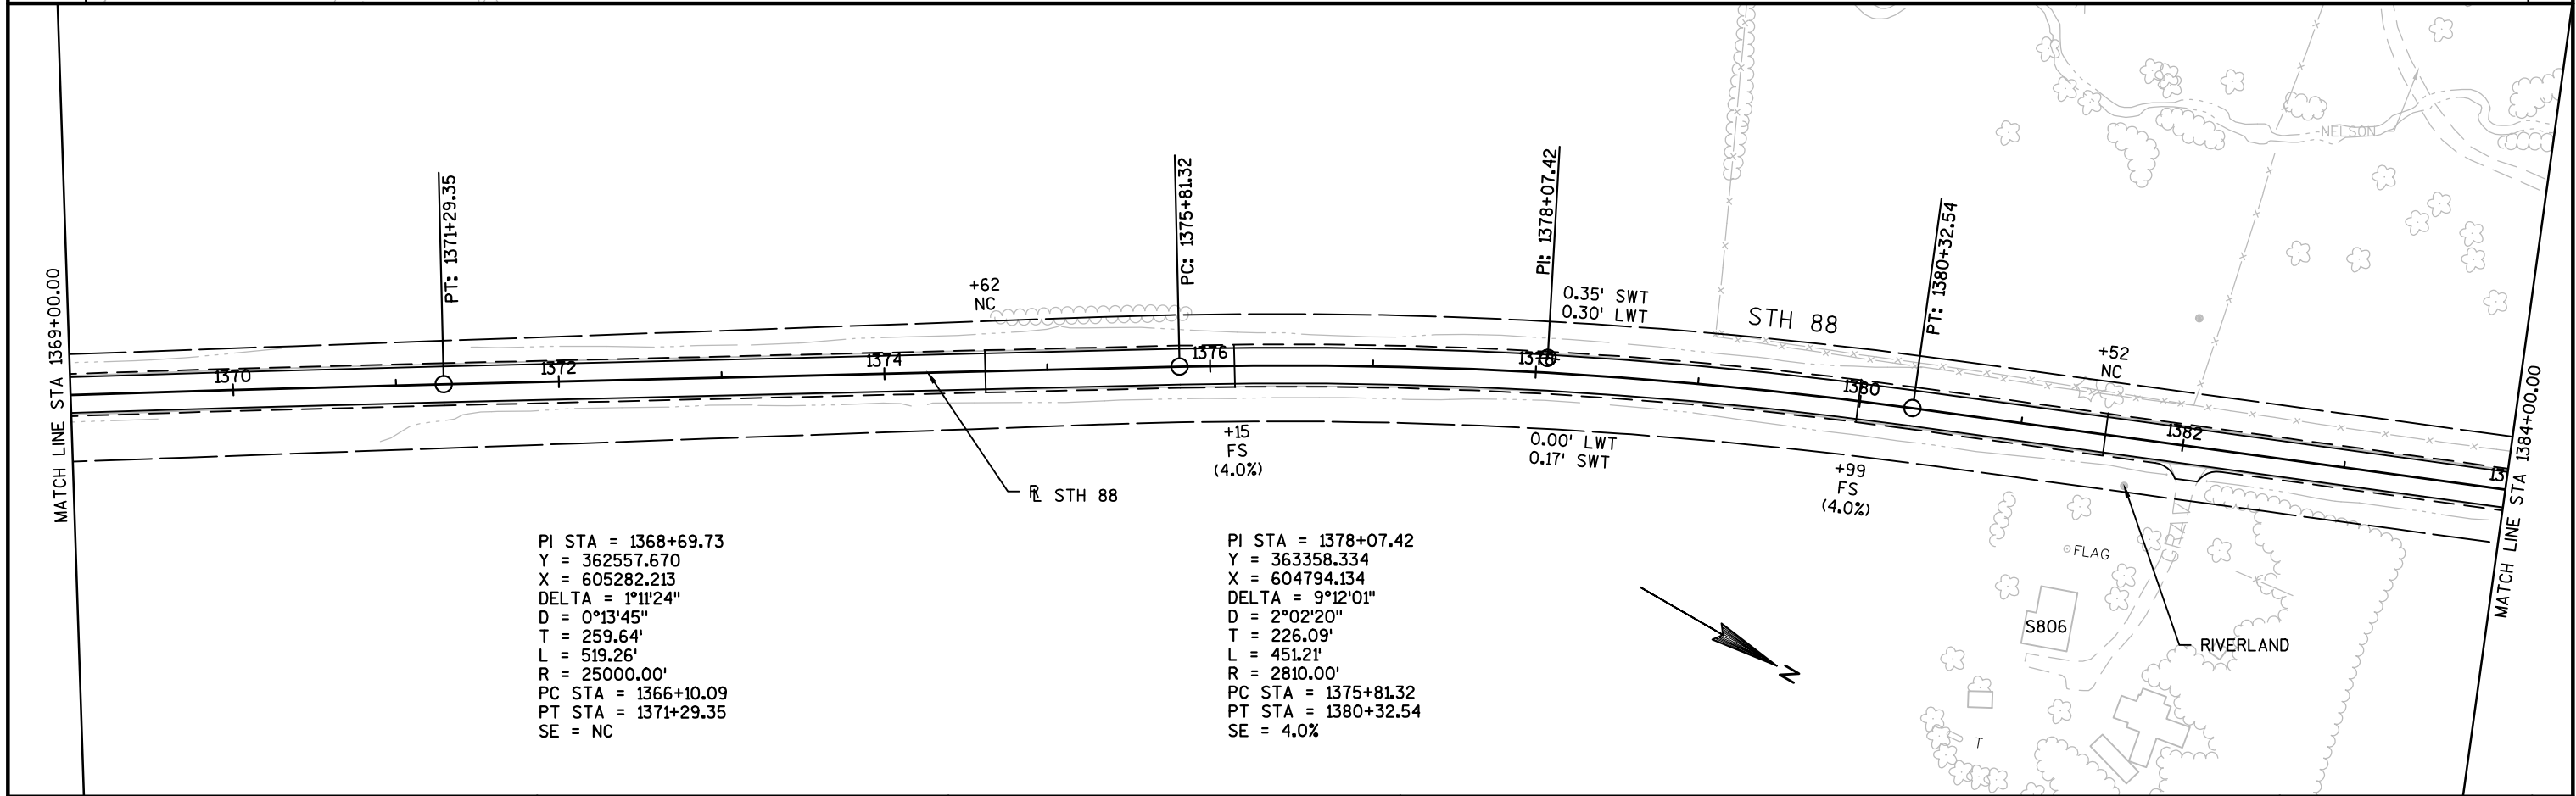 MATCH LINE STA 1369+00.00
PT: 1371+29.35
PC: 1375+81.32
PI: 1378+07.42
PT: 1380+32.54
NELSON
+62
NC
0.35' SWT
0.30' LWT
STH 88
+52
NC
1370
1372
1374
1376
1378
1380
1382
13
+15
FS
(4.0%)
0.00' LWT
0.17' SWT
+99
FS
(4.0%)
STH 88
MATCH LINE STA 1384+00.00
PI STA = 1368+69.73
Y = 362557.670
X = 605282.213
DELTA = 1°11'24"
D = 0°13'45"
T = 259.64'
L = 519.26'
R = 25000.00'
PC STA = 1366+10.09
PT STA = 1371+29.35
SE = NC
PI STA = 1378+07.42
Y = 363358.334
X = 604794.134
DELTA = 9°12'01"
D = 2°02'20"
T = 226.09'
L = 451.21'
R = 2810.00'
PC STA = 1375+81.32
PT STA = 1380+32.54
SE = 4.0%
N
GRAV
FLAG
S806
RIVERLAND
T